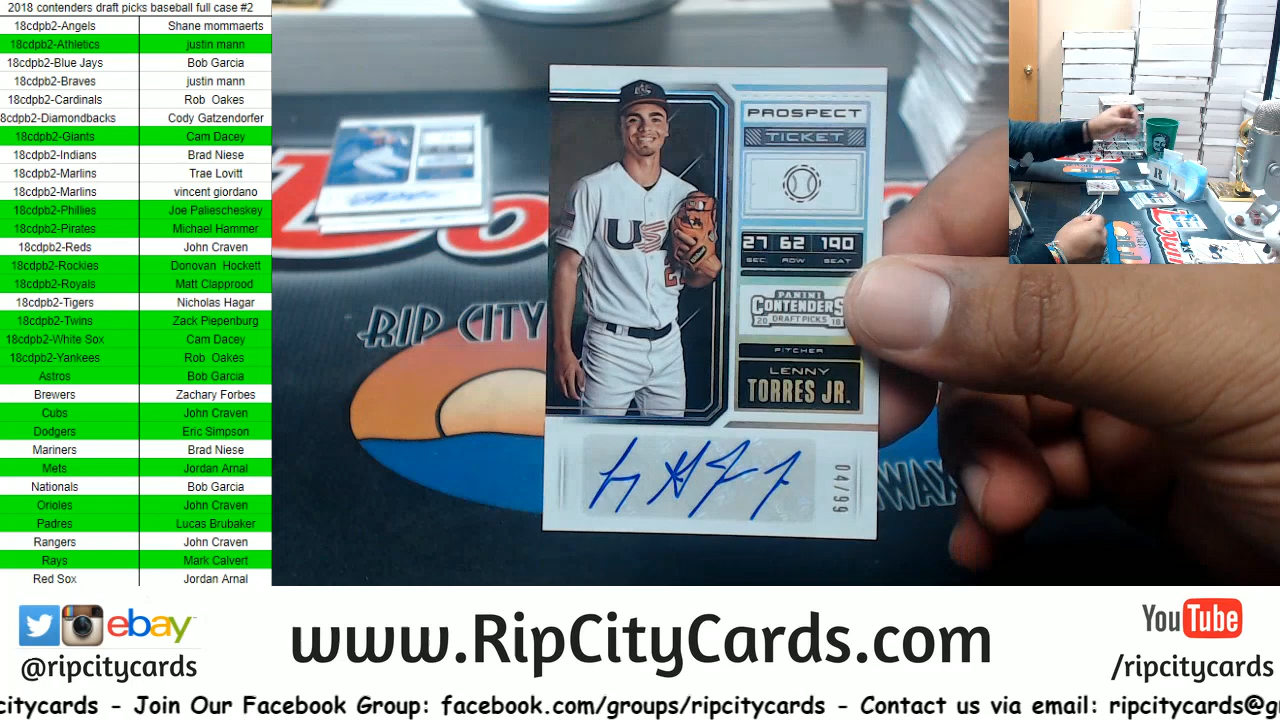 2018 contenders draft picks baseball full case #2
18cdpb2-Angels Shane mommaerts
18cdpb2-Athletics justin mann
18cdpb2-Blue Jays Bob Garcia
18cdpb2-Braves justin mann
18cdpb2-Cardinals Rob Oakes
8cdpb2-Diamondbacks Cody Gatzendorfer
18cdpb2-Giants Cam Dacey
18cdpb2-Indians Brad Niese
18cdpb2-Marlins Trae Lovitt
18cdpb2-Marlins vincent giordano
18cdpb2-Phillies Joe Paliescheskey
18cdpb2-Pirates Michael Hammer
18cdpb2-Reds John Craven
18cdpb2-Rockies Donovan Hockett
18cdpb2-Royals Matt Clapprood
18cdpb2-Tigers Nicholas Hagar
18cdpb2-Twins Zack Piepenburg
18cdpb2-White Sox Cam Dacey
18cdpb2-Yankees Rob Oakes
Astros Bob Garcia
Brewers Zachary Forbes
Cubs John Craven
Dodgers Eric Simpson
Mariners Brad Niese
Mets Jordan Arnal
Nationals Bob Garcia
Orioles John Craven
Padres Lucas Brubaker
Rangers John Craven
Rays Mark Calvert
Red Sox Jordan Arnal
PROSPECT
TICKET
27 62 190
SEC. ROW SEAT
PANINI
CONTENDERS
20 DRAFT PICKS 18
PITCHER
LENNY
TORRES JR.
04/99
US
RIP CITY
WAX
ebay
@ripcitycards
www.RipCityCards.com
YouTube
/ripcitycards
citycards - Join Our Facebook Group: facebook.com/groups/ripcitycards - Contact us via email: ripcitycards@g